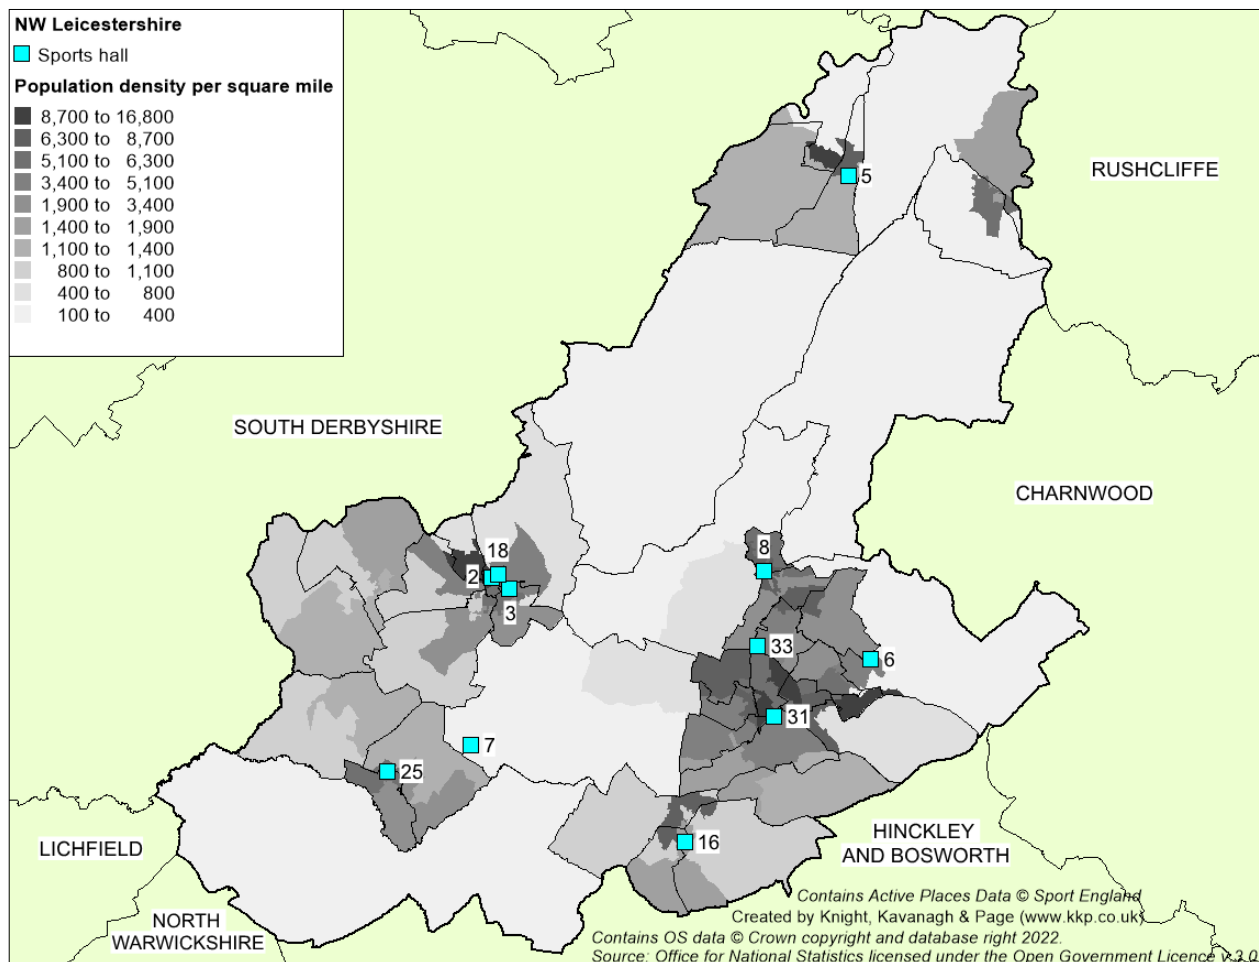 NW Leicestershire
Sports hall
Population density per square mile
8,700 to 16,800
6,300 to 8,700
5,100 to 6,300
3,400 to 5,100
1,900 to 3,400
1,400 to 1,900
1,100 to 1,400
800 to 1,100
400 to 800
100 to 400
RUSHCLIFFE
5
SOUTH DERBYSHIRE
CHARNWOOD
18
8
2
3
33
6
31
7
25
16
LICHFIELD
HINCKLEY
AND BOSWORTH
NORTH
WARWICKSHIRE
Contains Active Places Data © Sport England
Created by Knight, Kavanagh & Page (www.kkp.co.uk)
Contains OS data © Crown copyright and database right 2022.
Source: Office for National Statistics licensed under the Open Government Licence v.3.0